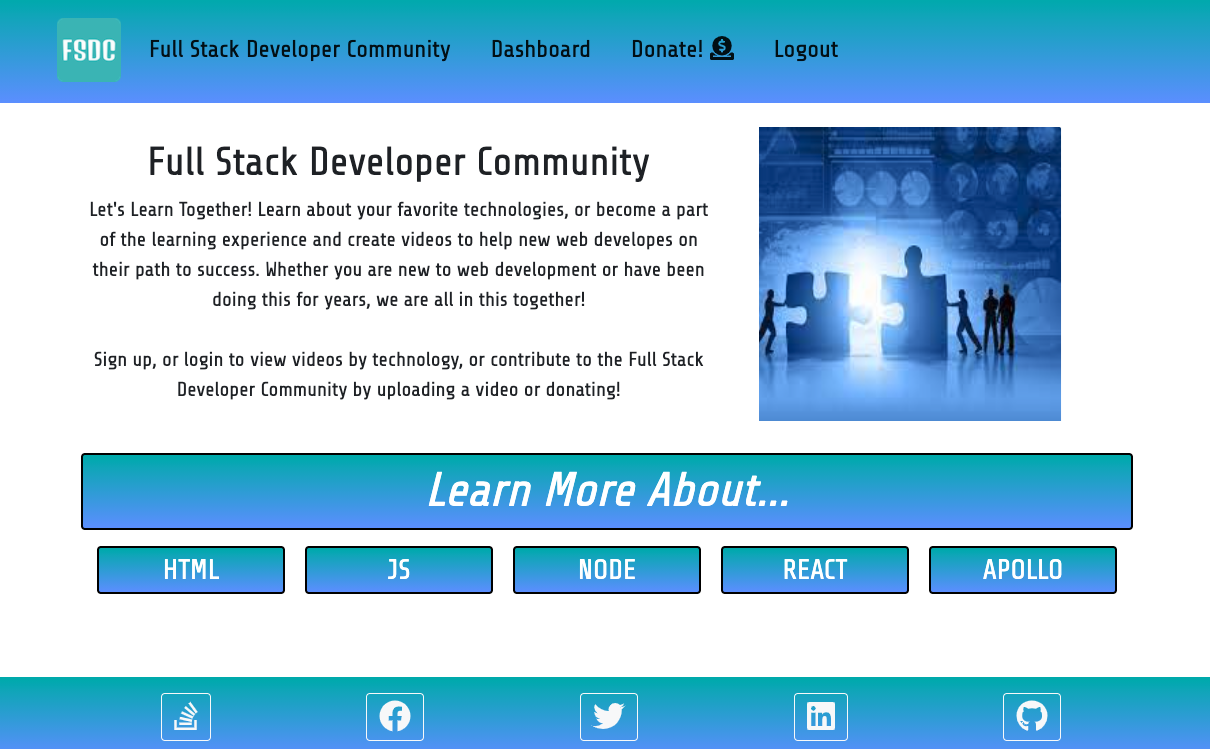 FSDC Full Stack Developer Community Dashboard Donate! Logout
Full Stack Developer Community
Let's Learn Together! Learn about your favorite technologies, or become a part
of the learning experience and create videos to help new web developes on
their path to success. Whether you are new to web development or have been
doing this for years, we are all in this together!
Sign up, or login to view videos by technology, or contribute to the Full Stack
Developer Community by uploading a video or donating!
Learn More About...
HTML JS NODE REACT APOLLO